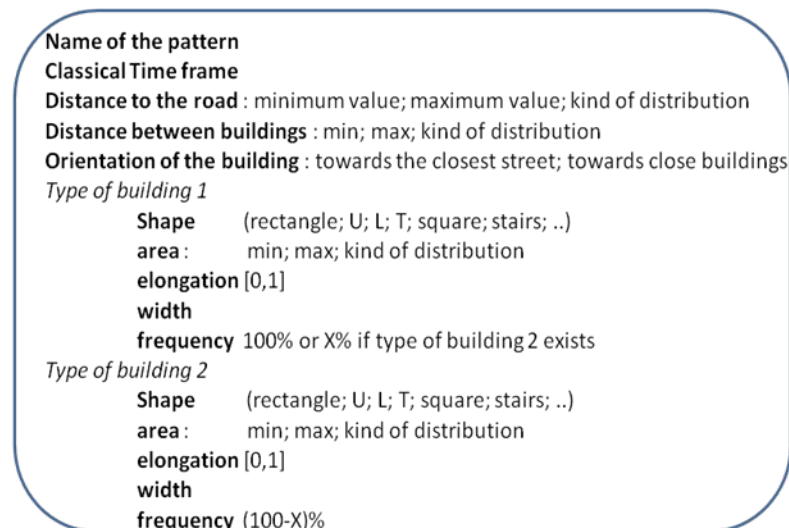 Name of the pattern
Classical Time frame
Distance to the road : minimum value; maximum value; kind of distribution
Distance between buildings : min; max; kind of distribution
Orientation of the building : towards the closest street; towards close buildings
Type of building 1
Shape (rectangle; U; L; T; square; stairs; ..)
area : min; max; kind of distribution
elongation [0,1]
width
frequency 100% or X% if type of building 2 exists
Type of building 2
Shape (rectangle; U; L; T; square; stairs; ..)
area : min; max; kind of distribution
elongation [0,1]
width
frequency (100-X)%